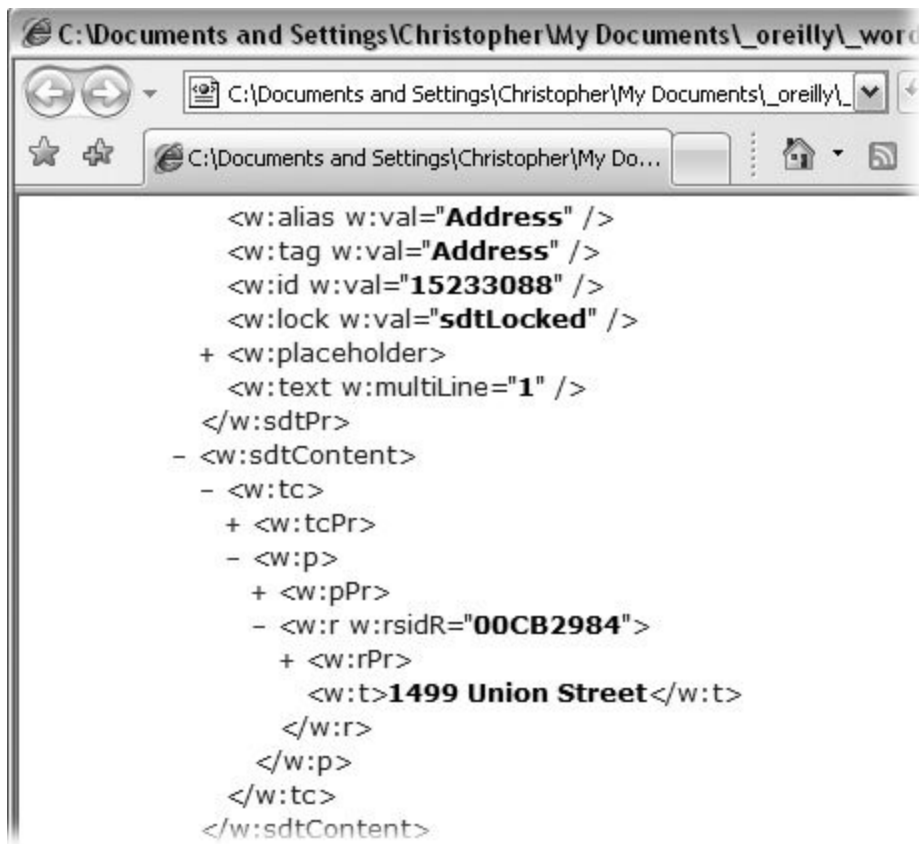 C:\Documents and Settings\Christopher\My Documents\_oreilly\_word
C:\Documents and Settings\Christopher\My Documents\_oreilly\_
C:\Documents and Settings\Christopher\My Do...
<w:alias w:val="Address" />
<w:tag w:val="Address" />
<w:id w:val="15233088" />
<w:lock w:val="sdtLocked" />
+ <w:placeholder>
<w:text w:multiLine="1" />
</w:sdtPr>
- <w:sdtContent>
- <w:tc>
+ <w:tcPr>
- <w:p>
+ <w:pPr>
- <w:r w:rsidR="00CB2984">
+ <w:rPr>
<w:t>1499 Union Street</w:t>
</w:r>
</w:p>
</w:tc>
</w:sdtContent>